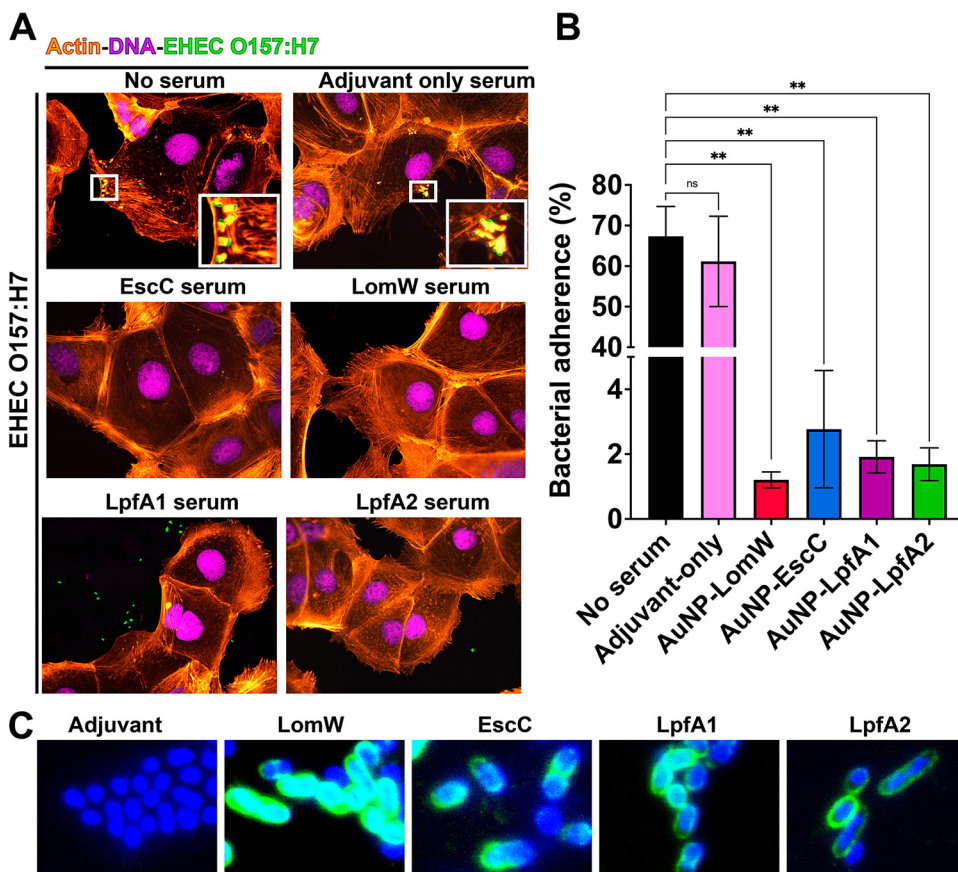 A
Actin-DNA-EHEC O157:H7
No serum
Adjuvant only serum
EHEC O157:H7
EscC serum
LomW serum
LpfA1 serum
LpfA2 serum
B
**
**
**
**
ns
Bacterial adherence (%)
80
70
60
50
40
4
2
0
No serum
Adjuvant-only
AuNP-LomW
AuNP-EscC
AuNP-LpfA1
AuNP-LpfA2
C
Adjuvant
LomW
EscC
LpfA1
LpfA2